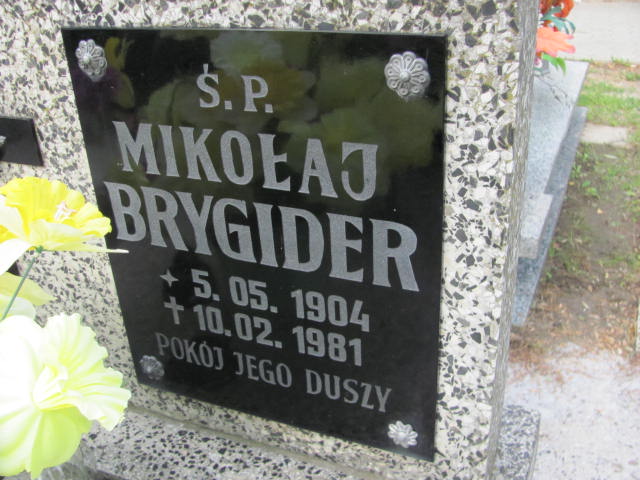 Ś.P.
MIKOŁAJ
BRYGIDER
5.05.1904
10.02.1981
POKÓJ JEGO DUSZY